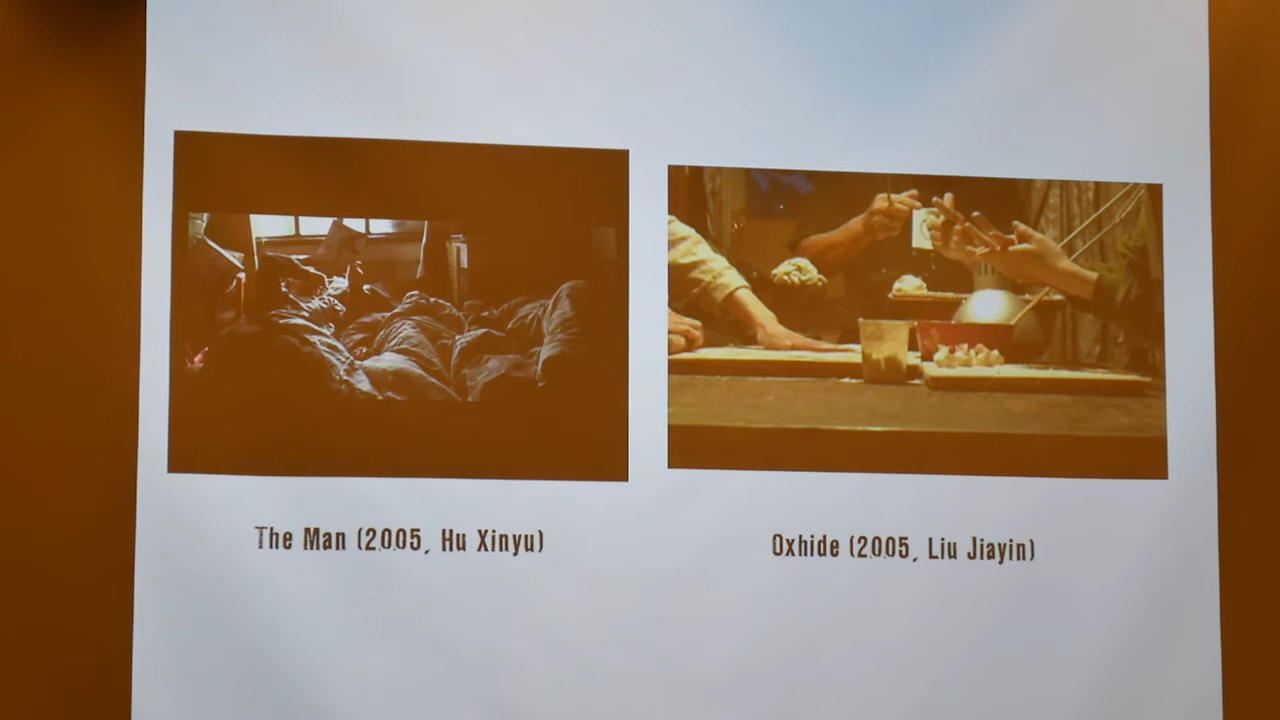 The Man (2005, Hu Xinyu)
Oxhide (2005, Liu Jiayin)